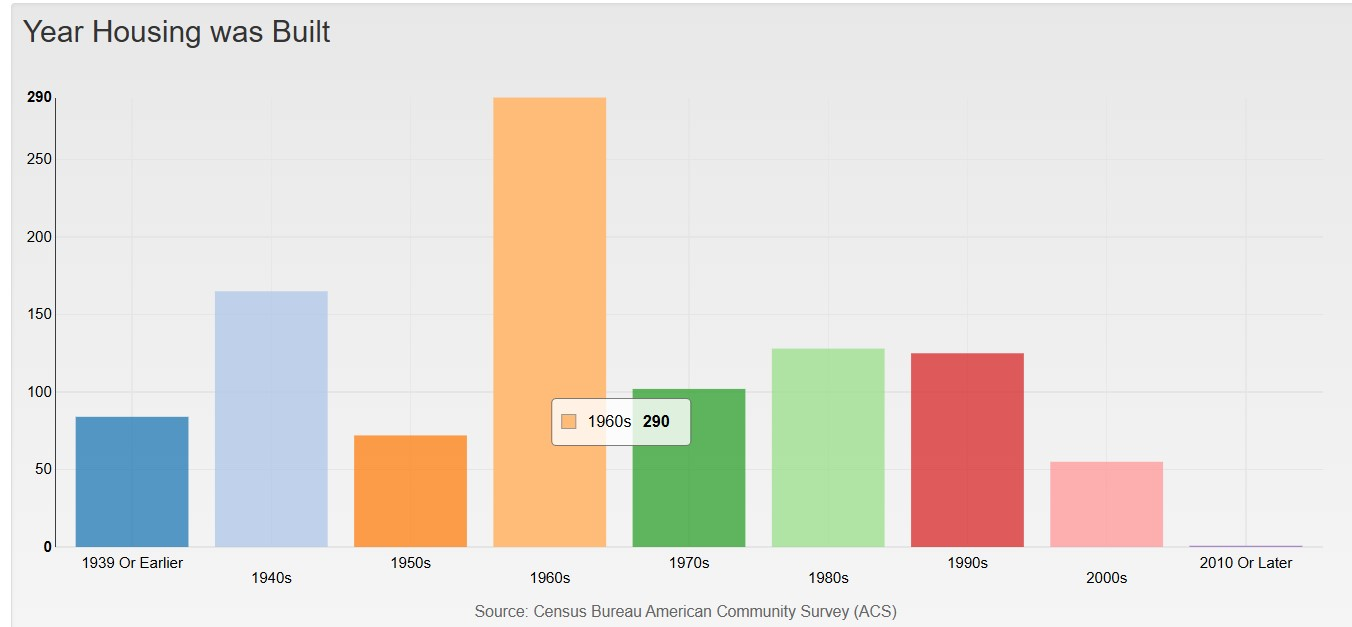 Year Housing was Built
290
250
200
150
100
50
0
1960s 290
1939 Or Earlier
1940s
1950s
1960s
1970s
1980s
1990s
2000s
2010 Or Later
Source: Census Bureau American Community Survey (ACS)